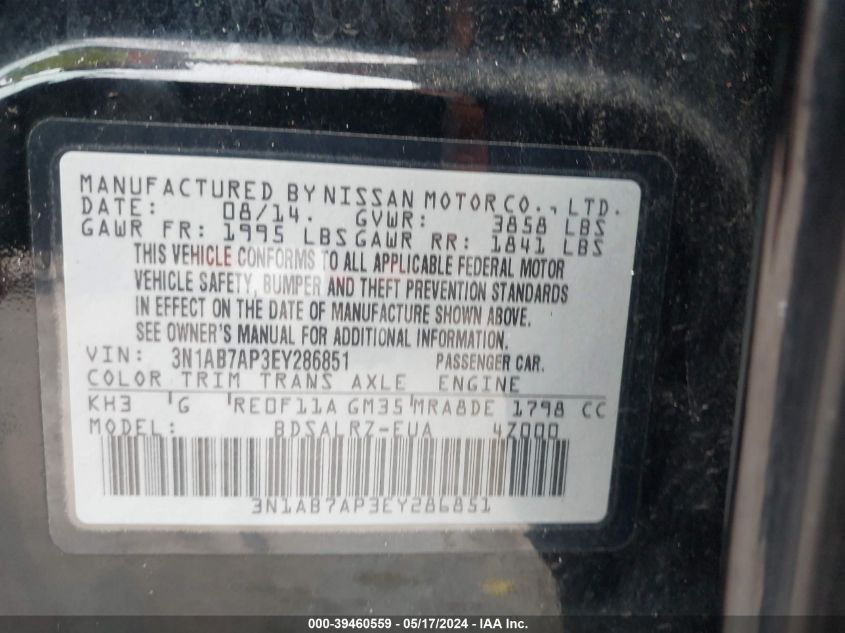 MANUFACTURED BY NISSAN MOTOR CO., LTD.
DATE: 08/14. GVWR: 3858 LBS
GAWR FR: 1995 LBS GAWR RR: 1841 LBS
THIS VEHICLE CONFORMS TO ALL APPLICABLE FEDERAL MOTOR
VEHICLE SAFETY, BUMPER AND THEFT PREVENTION STANDARDS
IN EFFECT ON THE DATE OF MANUFACTURE SHOWN ABOVE.
SEE OWNER'S MANUAL FOR ADDITIONAL INFORMATION.
VIN: 3N1AB7AP3EY286851 PASSENGER CAR.
COLOR TRIM TRANS AXLE ENGINE
KH3 G RE0F11A GM35 MRA8DE 1798 CC
MODEL: BDSALRZ-EUA 4Z000
3N1AB7AP3EY286851
000-39460559 - 05/17/2024 - IAA Inc.